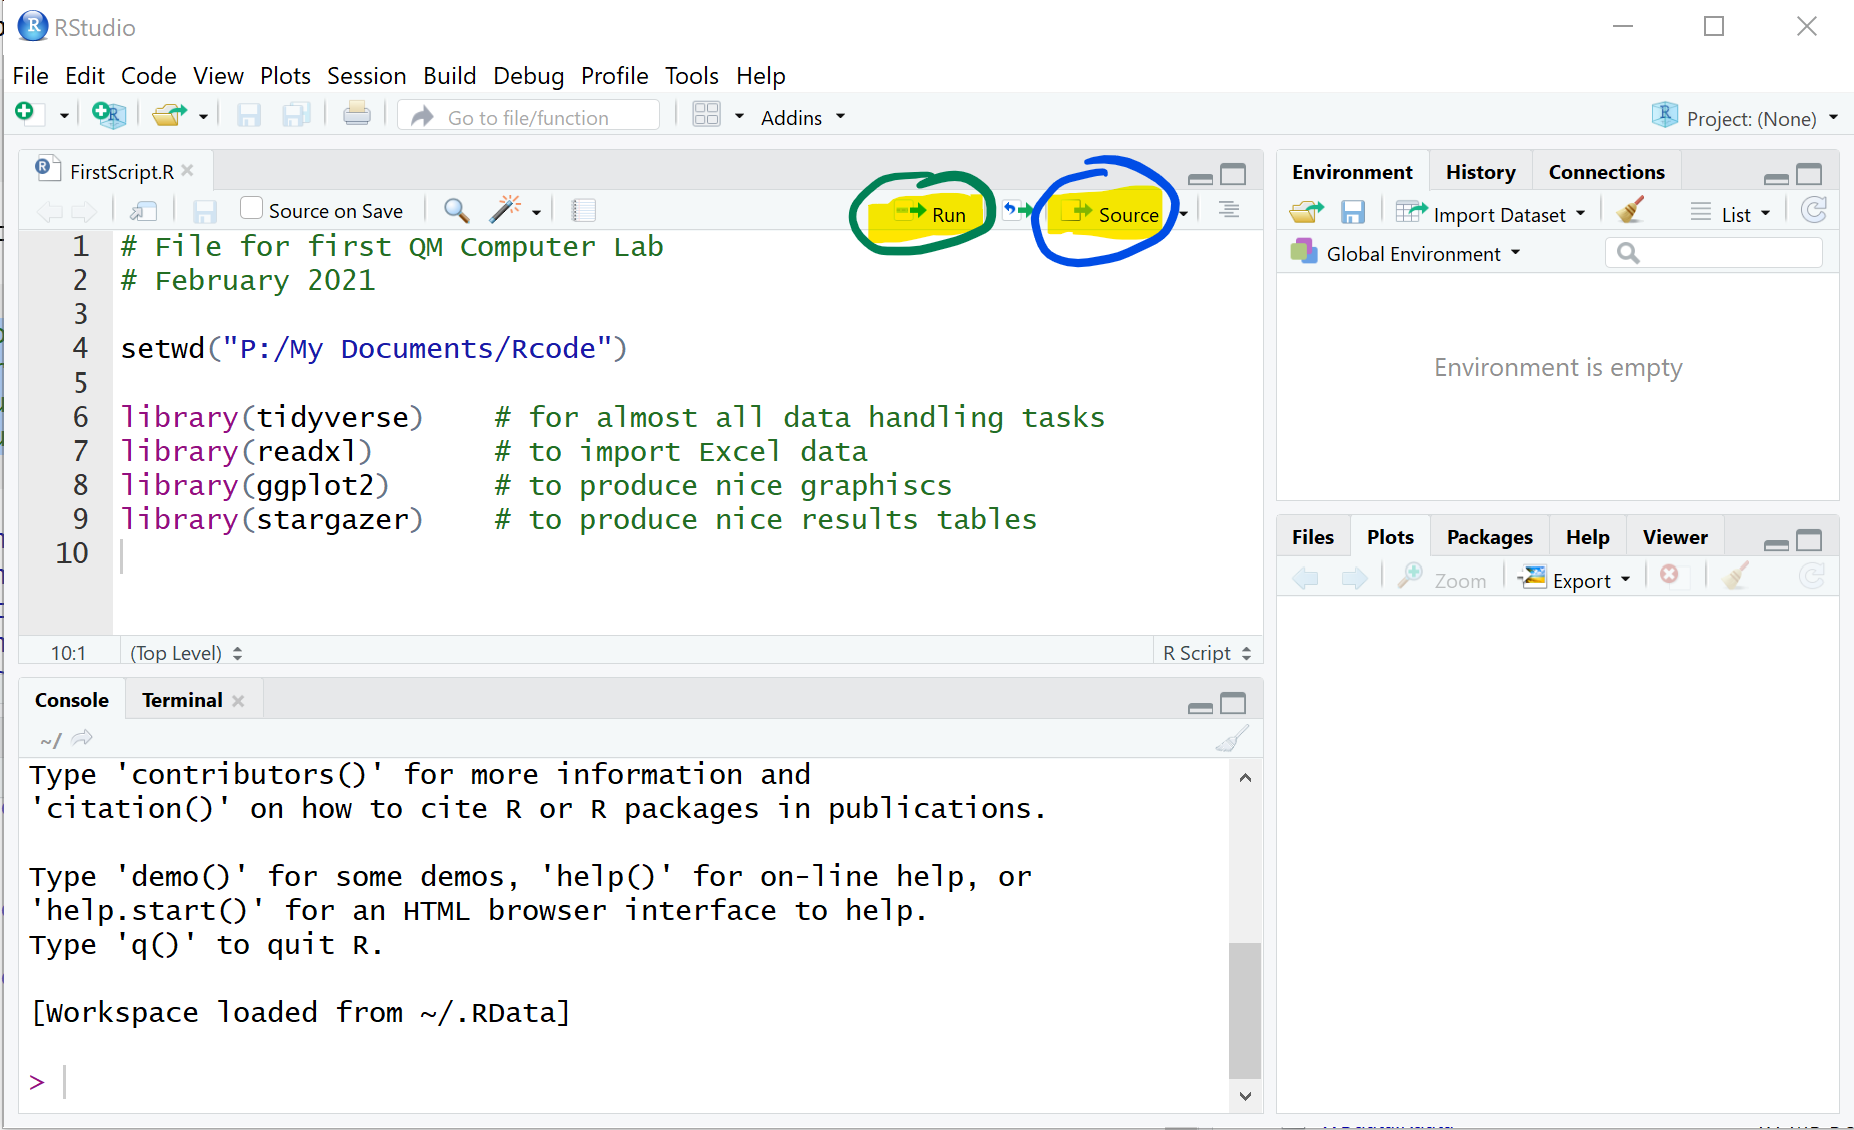 RStudio
File Edit Code View Plots Session Build Debug Profile Tools Help
Go to file/function Addins Project: (None)
FirstScript.R
Source on Save Run Source
1 # File for first QM Computer Lab
2 # February 2021
3
4 setwd("P:/My Documents/Rcode")
5
6 library(tidyverse) # for almost all data handling tasks
7 library(readxl) # to import Excel data
8 library(ggplot2) # to produce nice graphiscs
9 library(stargazer) # to produce nice results tables
10
10:1 (Top Level) R Script
Console Terminal
~/
Type 'contributors()' for more information and
'citation()' on how to cite R or R packages in publications.
Type 'demo()' for some demos, 'help()' for on-line help, or
'help.start()' for an HTML browser interface to help.
Type 'q()' to quit R.
[Workspace loaded from ~/.RData]
>
Environment History Connections
Import Dataset List
Global Environment
Environment is empty
Files Plots Packages Help Viewer
Zoom Export